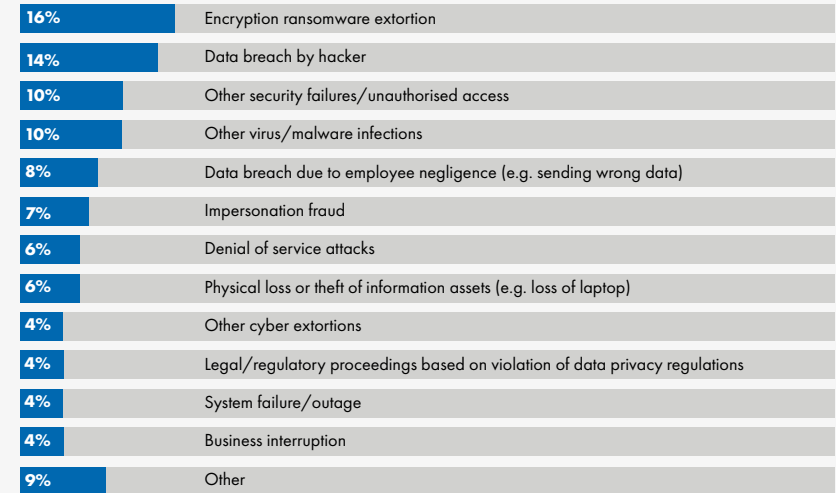 16% Encryption ransomware extortion
14% Data breach by hacker
10% Other security failures/unauthorised access
10% Other virus/malware infections
8% Data breach due to employee negligence (e.g. sending wrong data)
7% Impersonation fraud
6% Denial of service attacks
6% Physical loss or theft of information assets (e.g. loss of laptop)
4% Other cyber extortions
4% Legal/regulatory proceedings based on violation of data privacy regulations
4% System failure/outage
4% Business interruption
9% Other